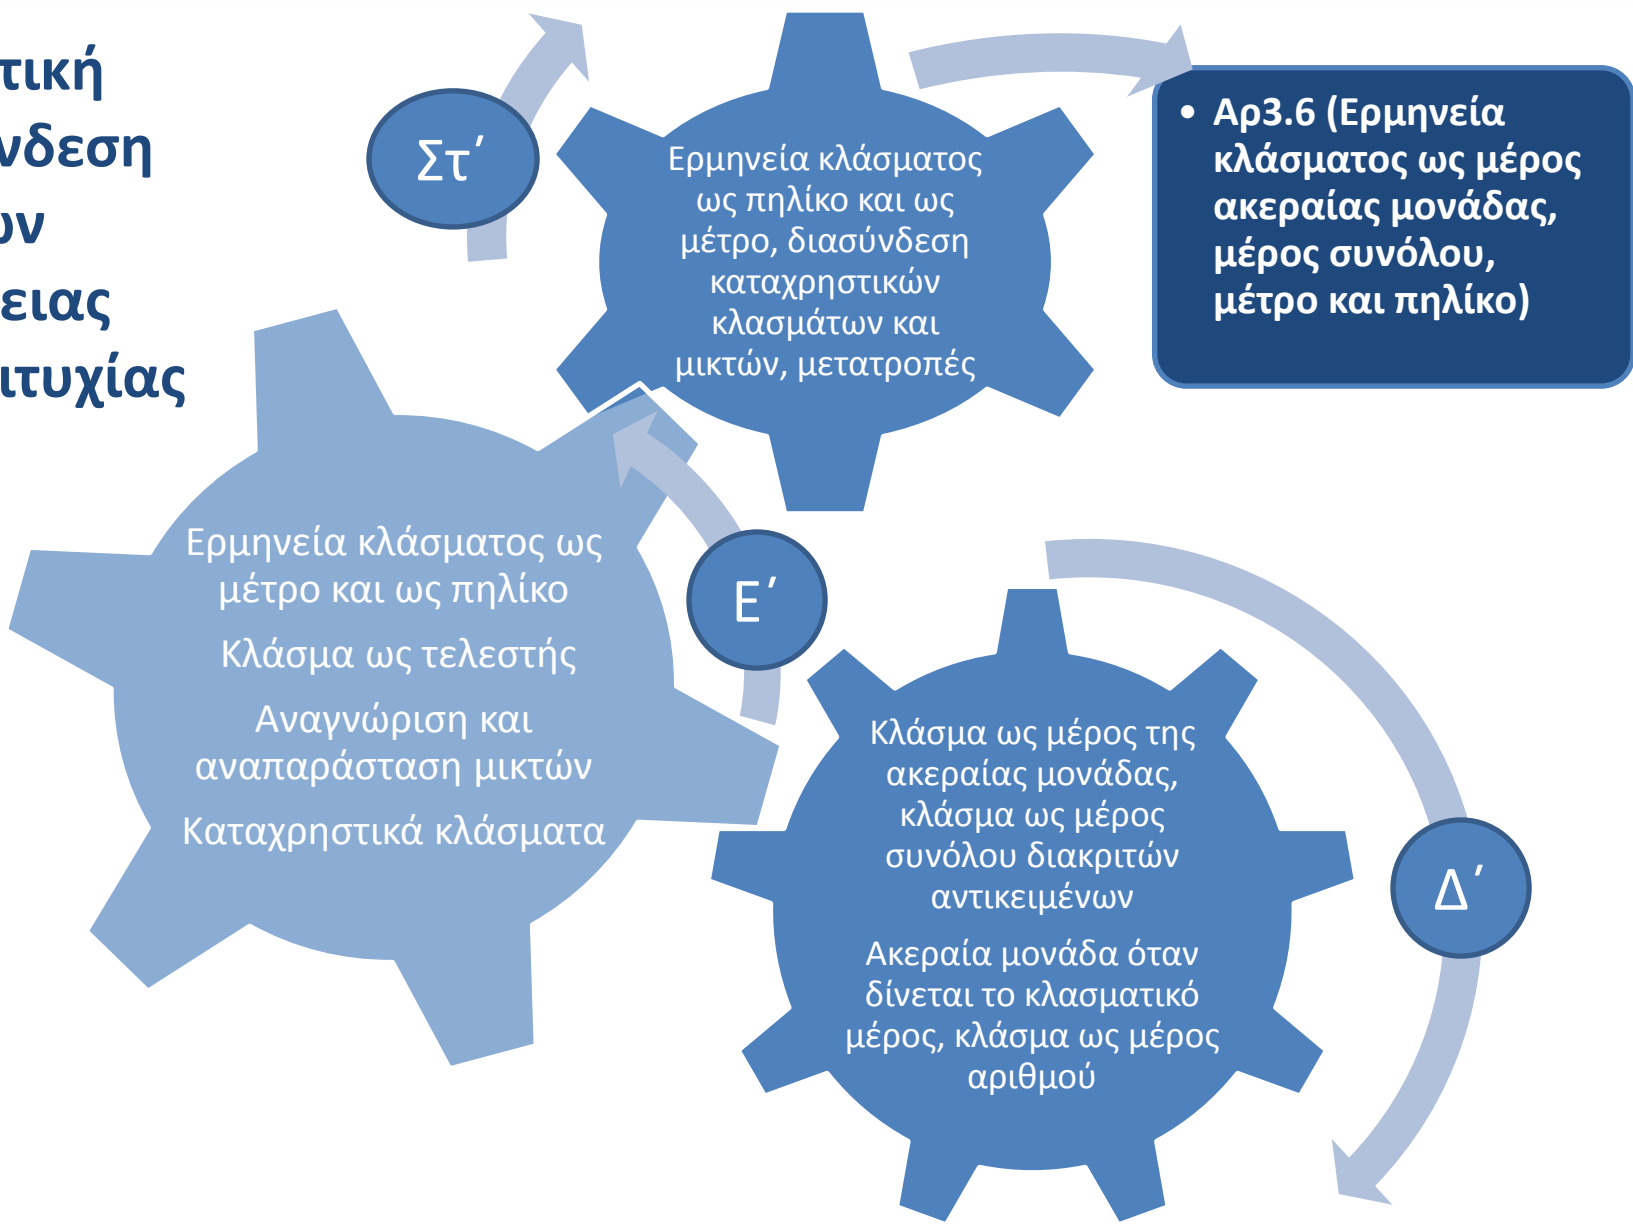 τική
νδεση
ων
ειας
ιτυχίας
Στ΄
Ερμηνεία κλάσματος
ως πηλίκο και ως
μέτρο, διασύνδεση
καταχρηστικών
κλασμάτων και
μικτών, μετατροπές
• Αρ3.6 (Ερμηνεία
κλάσματος ως μέρος
ακεραίας μονάδας,
μέρος συνόλου,
μέτρο και πηλίκο)
Ερμηνεία κλάσματος ως
μέτρο και ως πηλίκο
Κλάσμα ως τελεστής
Αναγνώριση και
αναπαράσταση μικτών
Καταχρηστικά κλάσματα
Ε΄
Κλάσμα ως μέρος της
ακεραίας μονάδας,
κλάσμα ως μέρος
συνόλου διακριτών
αντικειμένων
Ακεραία μονάδα όταν
δίνεται το κλασματικό
μέρος, κλάσμα ως μέρος
αριθμού
Δ΄